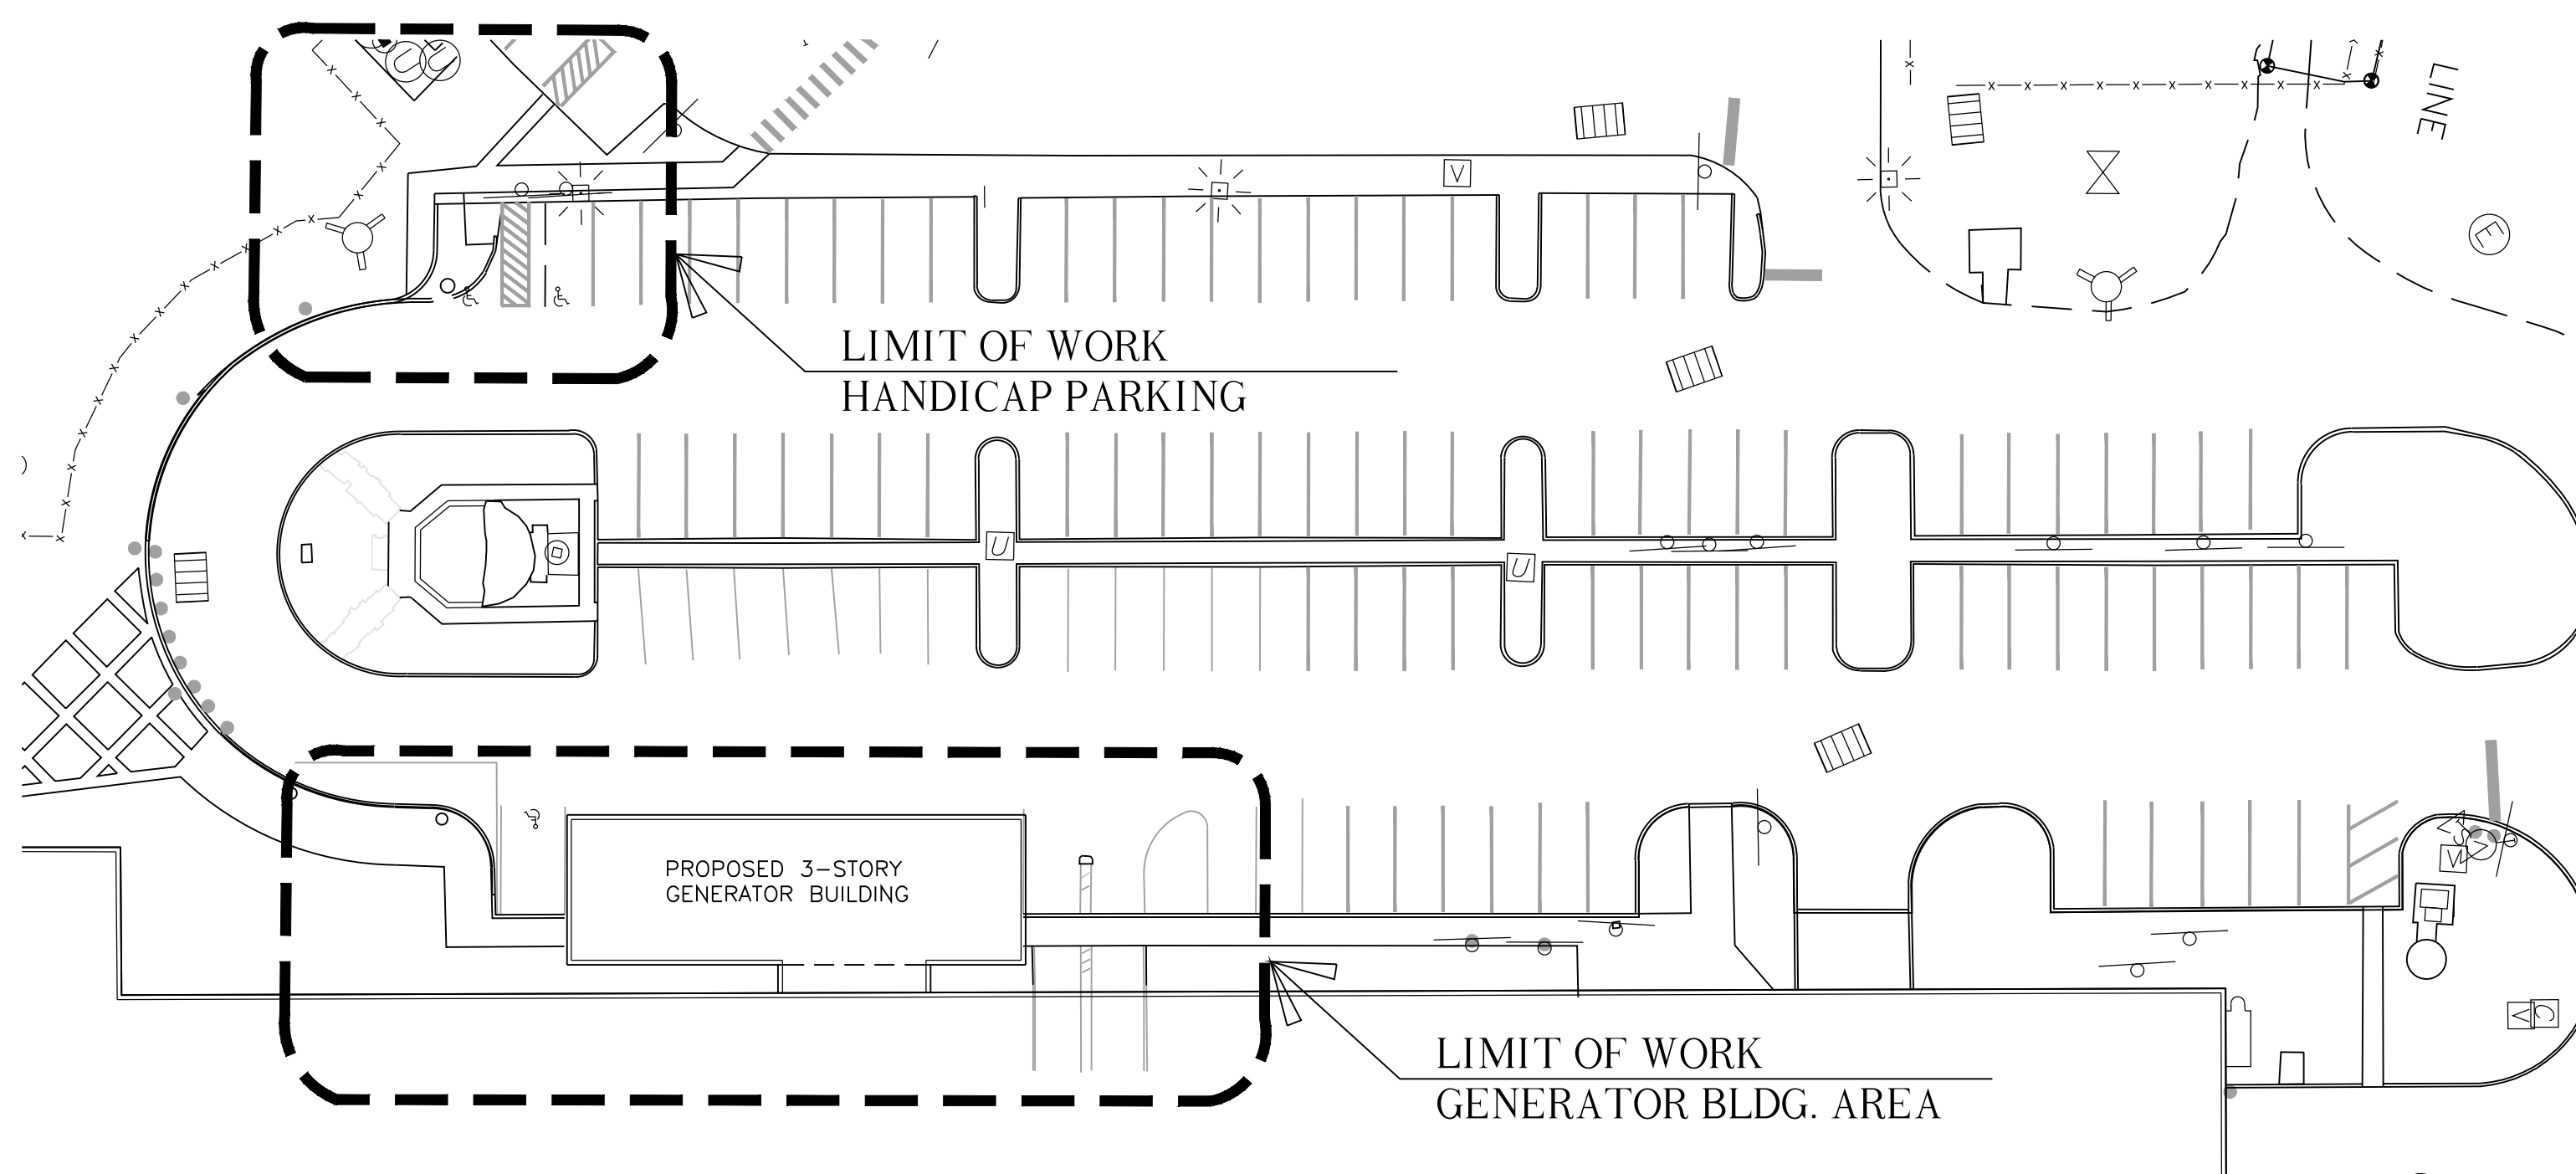 U
U
LINE
V
E
LIMIT OF WORK
HANDICAP PARKING
U
U
PROPOSED 3-STORY
GENERATOR BUILDING
V
V
C
LIMIT OF WORK
GENERATOR BLDG. AREA